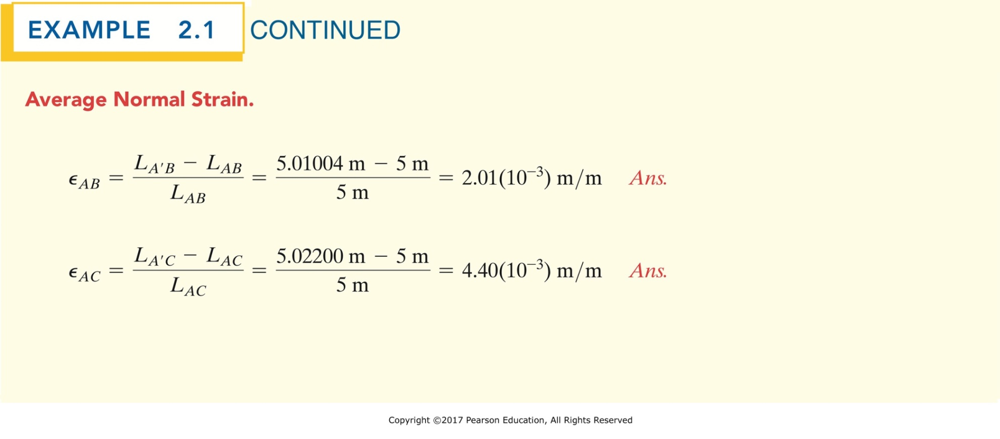 EXAMPLE 2.1 CONTINUED
Average Normal Strain.
ϵ_AB = (L_A′B − L_AB) / L_AB = (5.01004 m − 5 m) / 5 m = 2.01(10⁻³) m/m Ans.
ϵ_AC = (L_A′C − L_AC) / L_AC = (5.02200 m − 5 m) / 5 m = 4.40(10⁻³) m/m Ans.
Copyright ©2017 Pearson Education, All Rights Reserved